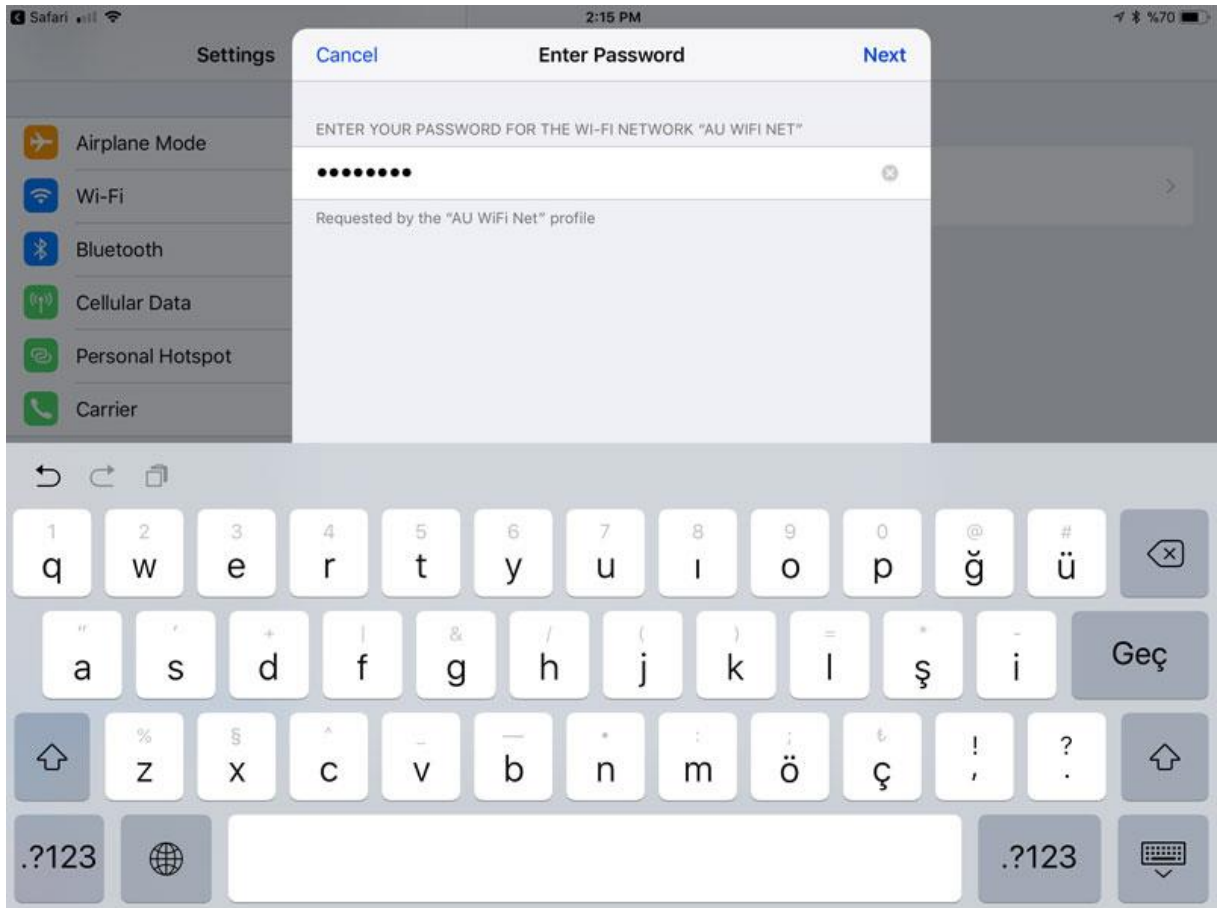 Safari 2:15 PM %70
Settings
Cancel Enter Password Next
ENTER YOUR PASSWORD FOR THE WI-FI NETWORK “AU WIFI NET”
••••••••
Requested by the “AU WiFi Net” profile
Airplane Mode
Wi-Fi
Bluetooth
Cellular Data
Personal Hotspot
Carrier
1 2 3 4 5 6 7 8 9 0 @ #
q w e r t y u ı o p ğ ü
" ' + | & / ( ) = * -
a s d f g h j k l ş i Geç
% § ^ _ — • : ; ₺ ! ?
z x c v b n m ö ç , .
.?123 .?123